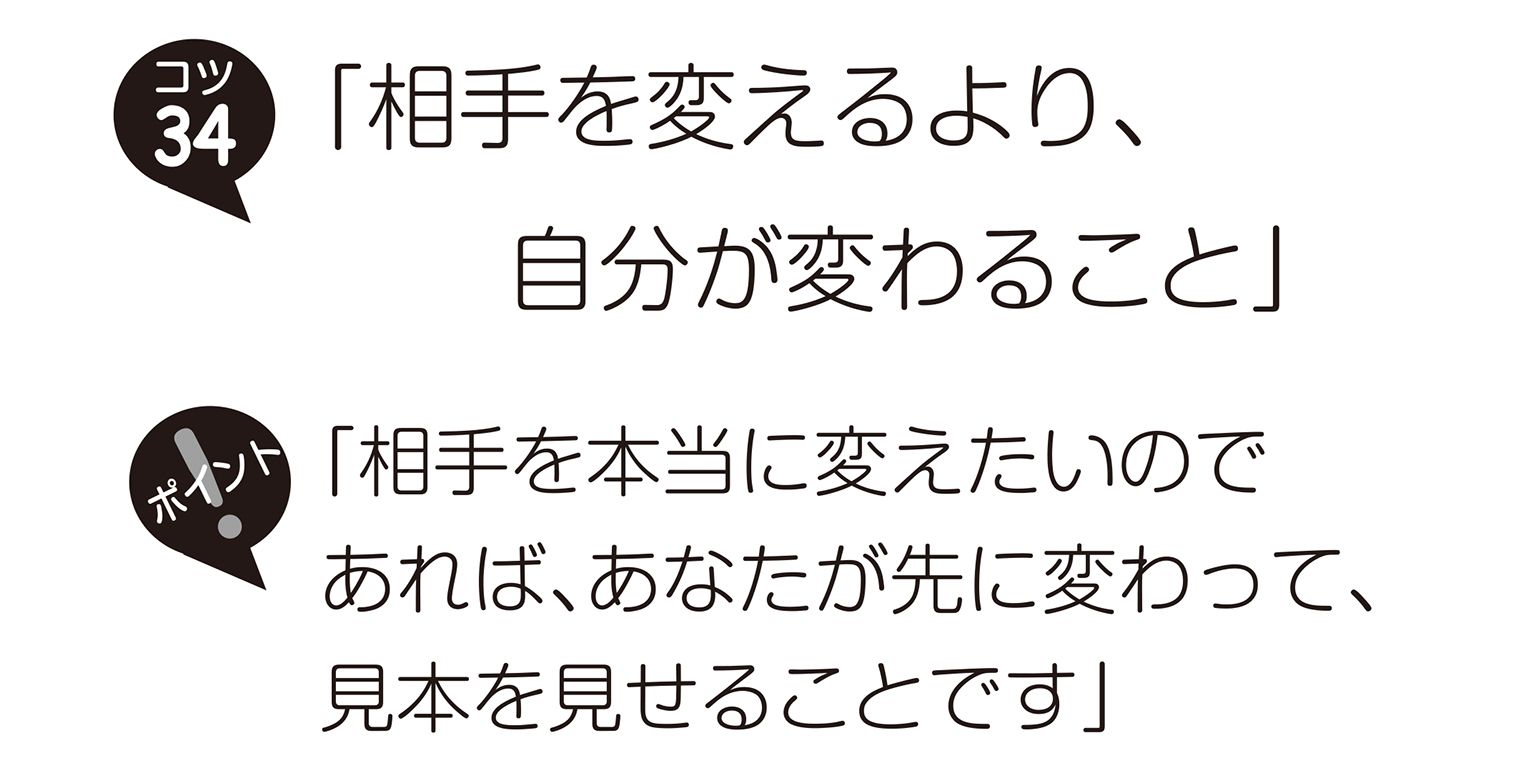 コツ
34
「相手を変えるより、
自分が変わること」
ポイント
「相手を本当に変えたいので
あれば、あなたが先に変わって、
見本を見せることです」